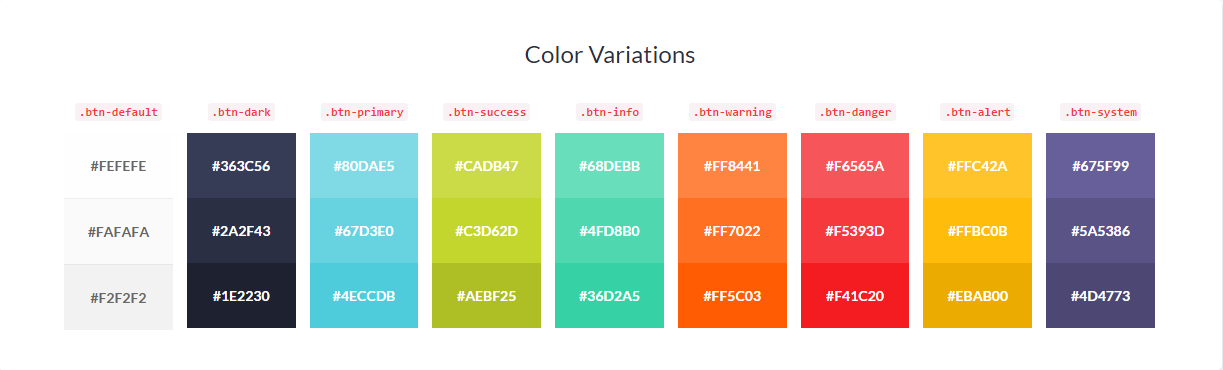 Color Variations
.btn-default .btn-dark .btn-primary .btn-success .btn-info .btn-warning .btn-danger .btn-alert .btn-system
#FEFEFE #363C56 #80DAE5 #CADB47 #68DEBB #FF8441 #F6565A #FFC42A #675F99
#FAFAFA #2A2F43 #67D3E0 #C3D62D #4FD8B0 #FF7022 #F5393D #FFBC0B #5A5386
#F2F2F2 #1E2230 #4ECCDB #AEBF25 #36D2A5 #FF5C03 #F41C20 #EBAB00 #4D4773